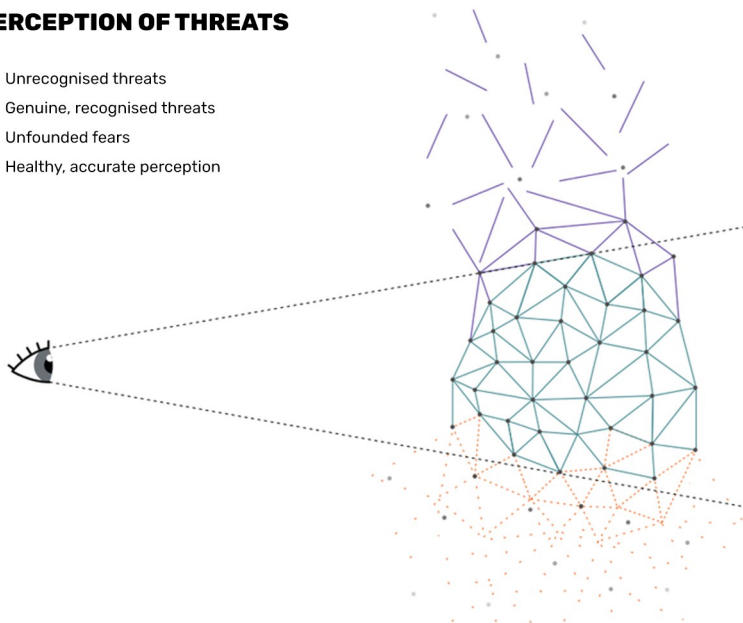 ERCEPTION OF THREATS
Unrecognised threats
Genuine, recognised threats
Unfounded fears
Healthy, accurate perception